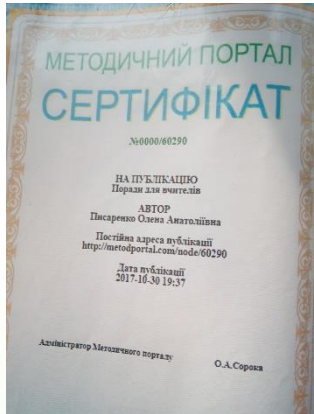 МЕТОДИЧНИЙ ПОРТАЛ
СЕРТИФІКАТ
№0000/60290
НА ПУБЛІКАЦІЮ
Поради для вчителів
АВТОР
Писаренко Олена Анатоліївна
Постійна адреса публікації
http://metodportal.com/node/60290
Дата публікації
2017-10-30 19:37
Адміністратор Методичного порталу О.А.Сорока